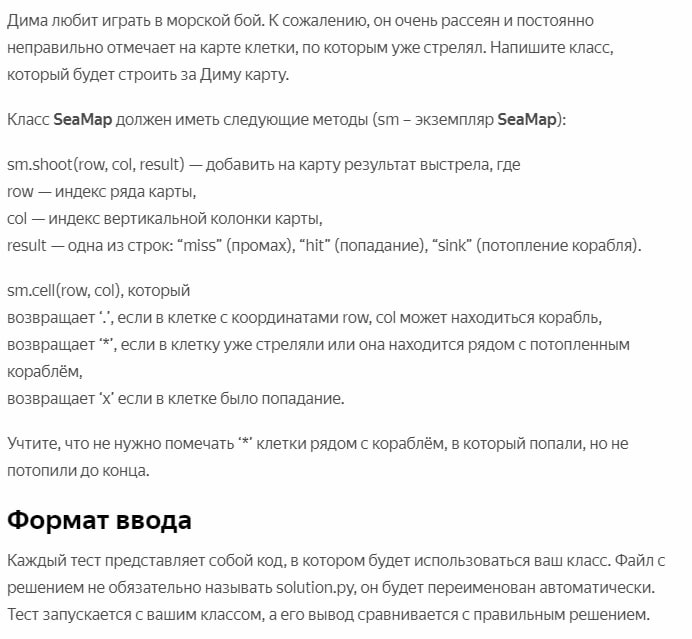 Дима любит играть в морской бой. К сожалению, он очень рассеян и постоянно
неправильно отмечает на карте клетки, по которым уже стрелял. Напишите класс,
который будет строить за Диму карту.
Класс SeaMap должен иметь следующие методы (sm – экземпляр SeaMap):
sm.shoot(row, col, result) — добавить на карту результат выстрела, где
row — индекс ряда карты,
col — индекс вертикальной колонки карты,
result — одна из строк: “miss” (промах), “hit” (попадание), “sink” (потопление корабля).
sm.cell(row, col), который
возвращает ‘.’, если в клетке с координатами row, col может находиться корабль,
возвращает ‘*’, если в клетку уже стреляли или она находится рядом с потопленным
кораблём,
возвращает ‘x’ если в клетке было попадание.
Учтите, что не нужно помечать ‘*’ клетки рядом с кораблём, в который попали, но не
потопили до конца.
Формат ввода
Каждый тест представляет собой код, в котором будет использоваться ваш класс. Файл с
решением не обязательно называть solution.py, он будет переименован автоматически.
Тест запускается с вашим классом, а его вывод сравнивается с правильным решением.